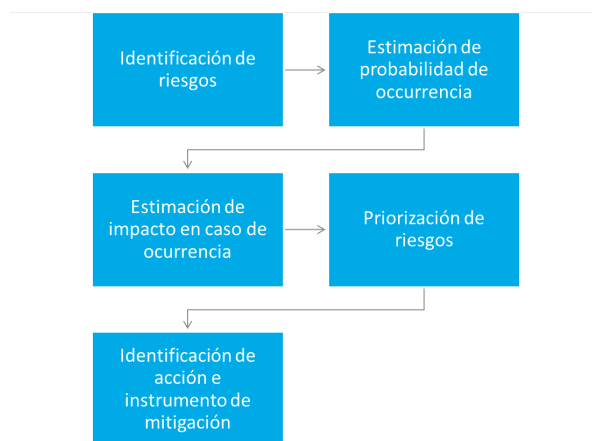 Identificación de
riesgos
Estimación de
probabilidad de
occurrencia
Estimación de
impacto en caso de
ocurrencia
Priorización de
riesgos
Identificación de
acción e
instrumento de
mitigación